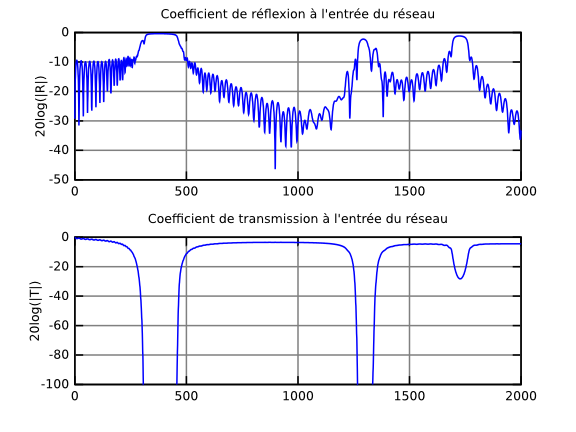 Coefficient de réflexion à l'entrée du réseau
20log(|R|)
0
-10
-20
-30
-40
-50
0 500 1000 1500 2000
Coefficient de transmission à l'entrée du réseau
20log(|T|)
0
-20
-40
-60
-80
-100
0 500 1000 1500 2000